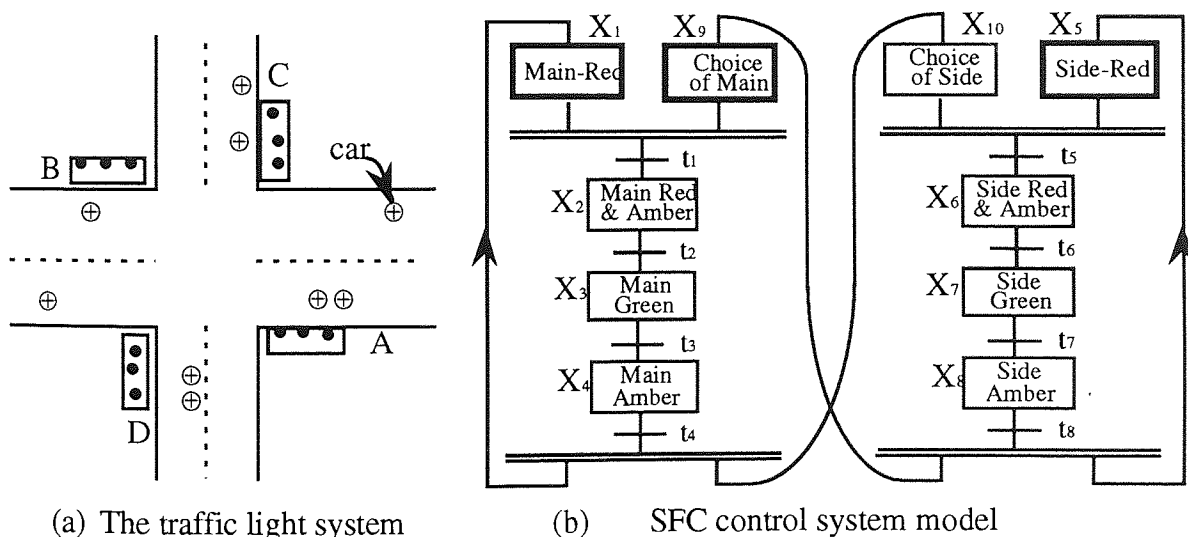 C
B
car
A
D
(a) The traffic light system
X1
X9
Main-Red
Choice
of Main
t1
X2
Main Red
& Amber
t2
X3
Main
Green
t3
X4
Main
Amber
t4
X10
X5
Choice
of Side
Side-Red
t5
X6
Side Red
& Amber
t6
X7
Side
Green
t7
X8
Side
Amber
t8
(b) SFC control system model